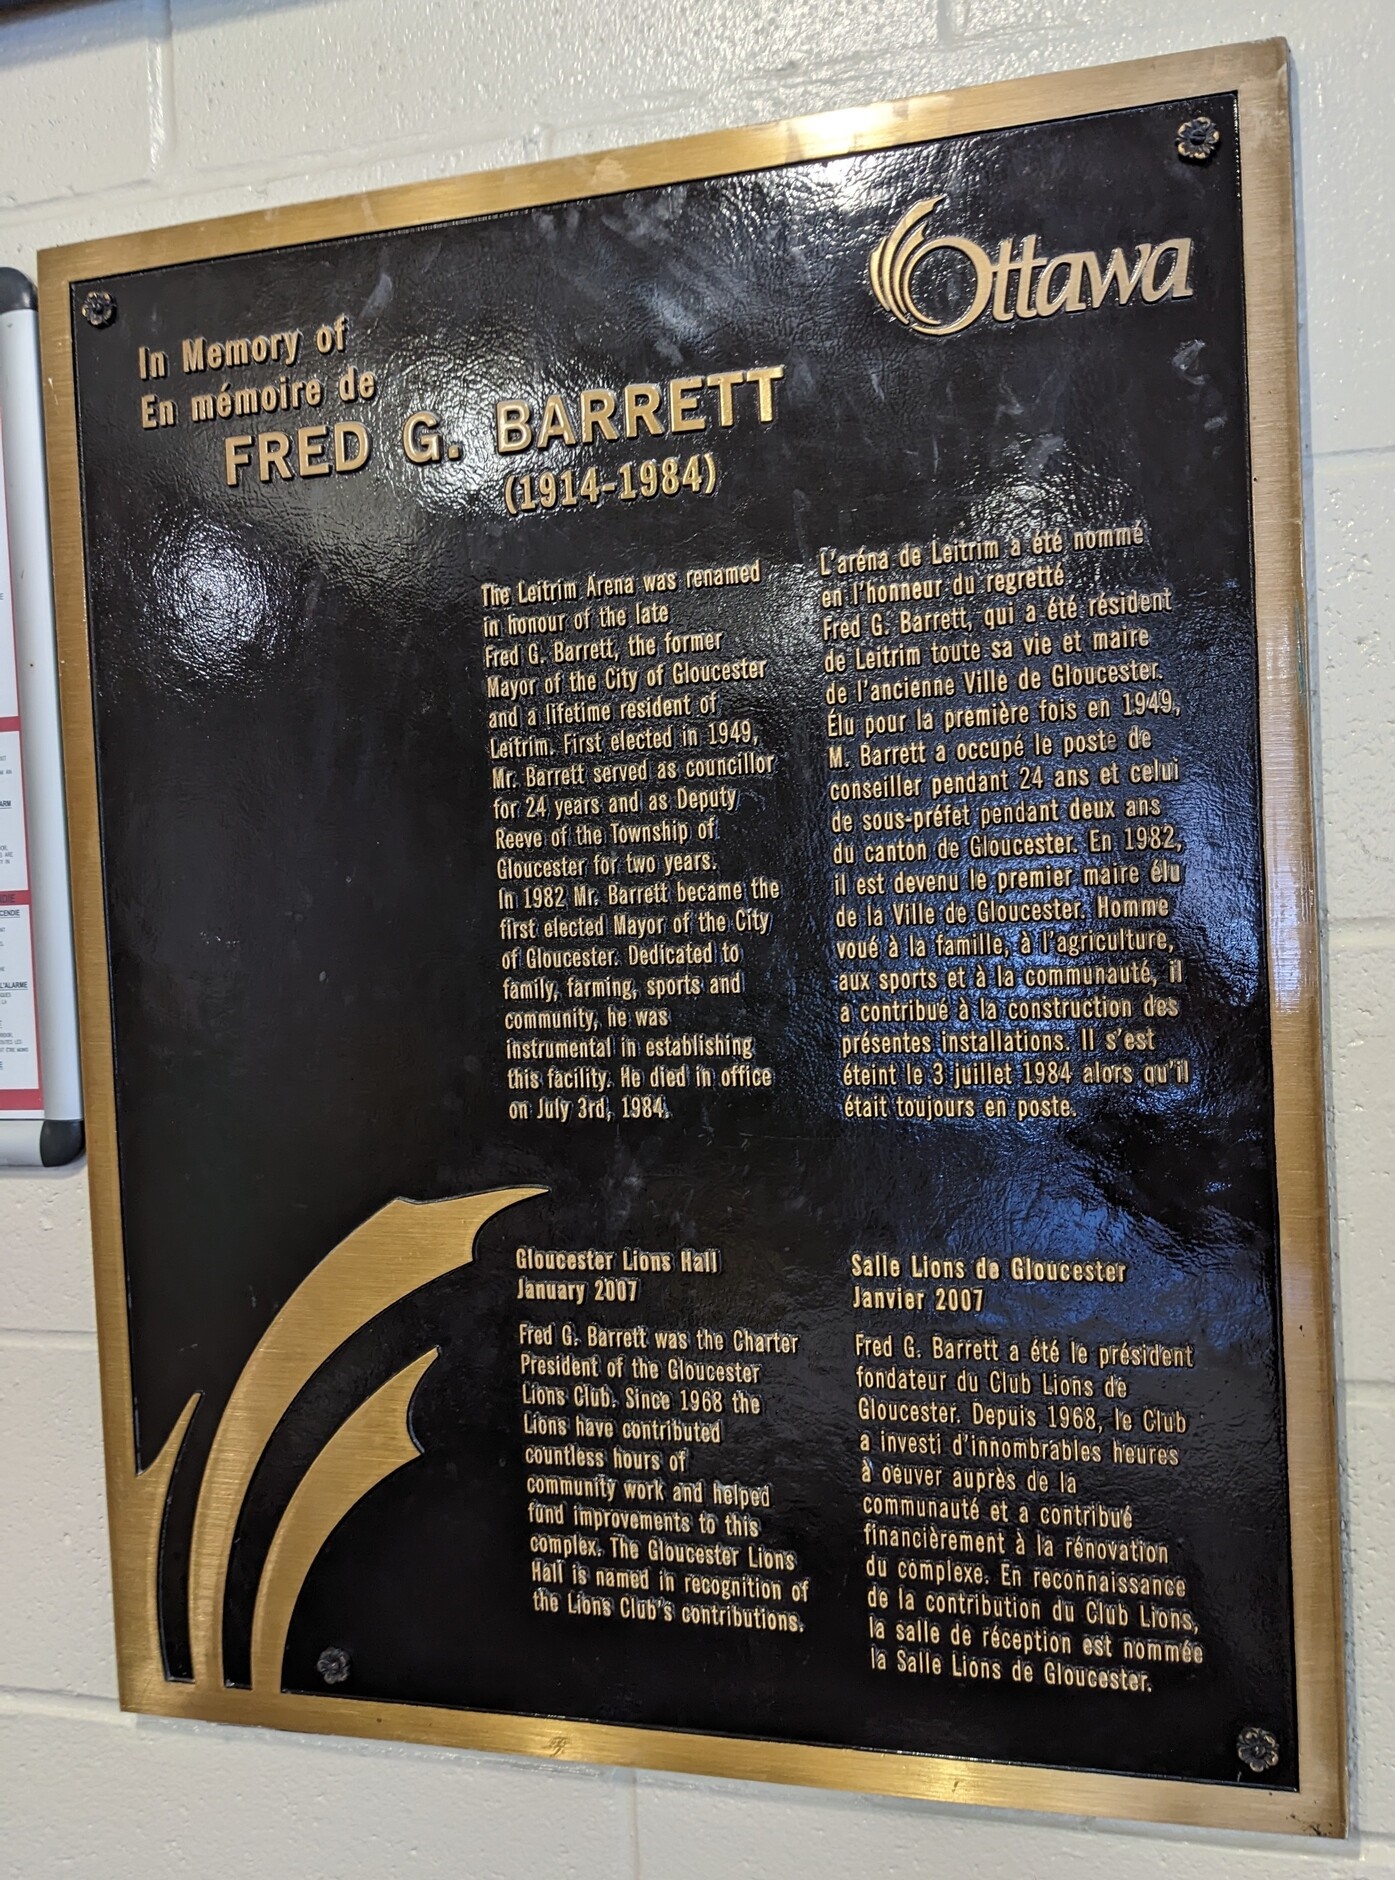 Ottawa
In Memory of
En mémoire de
FRED G. BARRETT
(1914-1984)
The Leitrim Arena was renamed
in honour of the late
Fred G. Barrett, the former
Mayor of the City of Gloucester
and a lifetime resident of
Leitrim. First elected in 1949,
Mr. Barrett served as councillor
for 24 years and as Deputy
Reeve of the Township of
Gloucester for two years.
In 1982 Mr. Barrett became the
first elected Mayor of the City
of Gloucester. Dedicated to
family, farming, sports and
community, he was
instrumental in establishing
this facility. He died in office
on July 3rd, 1984.
L'aréna de Leitrim a été nommé
en l'honneur du regretté
Fred G. Barrett, qui a été résident
de Leitrim toute sa vie et maire
de l'ancienne Ville de Gloucester.
Élu pour la première fois en 1949,
M. Barrett a occupé le poste de
conseiller pendant 24 ans et celui
de sous-préfet pendant deux ans
du canton de Gloucester. En 1982,
il est devenu le premier maire élu
de la Ville de Gloucester. Homme
voué à la famille, à l'agriculture,
aux sports et à la communauté, il
a contribué à la construction des
présentes installations. Il s'est
éteint le 3 juillet 1984 alors qu'il
était toujours en poste.
Gloucester Lions Hall
January 2007
Fred G. Barrett was the Charter
President of the Gloucester
Lions Club. Since 1968 the
Lions have contributed
countless hours of
community work and helped
fund improvements to this
complex. The Gloucester Lions
Hall is named in recognition of
the Lions Club's contributions.
Salle Lions de Gloucester
Janvier 2007
Fred G. Barrett a été le président
fondateur du Club Lions de
Gloucester. Depuis 1968, le Club
a investi d'innombrables heures
à oeuver auprès de la
communauté et a contribué
financièrement à la rénovation
du complexe. En reconnaissance
de la contribution du Club Lions,
la salle de réception est nommée
la Salle Lions de Gloucester.